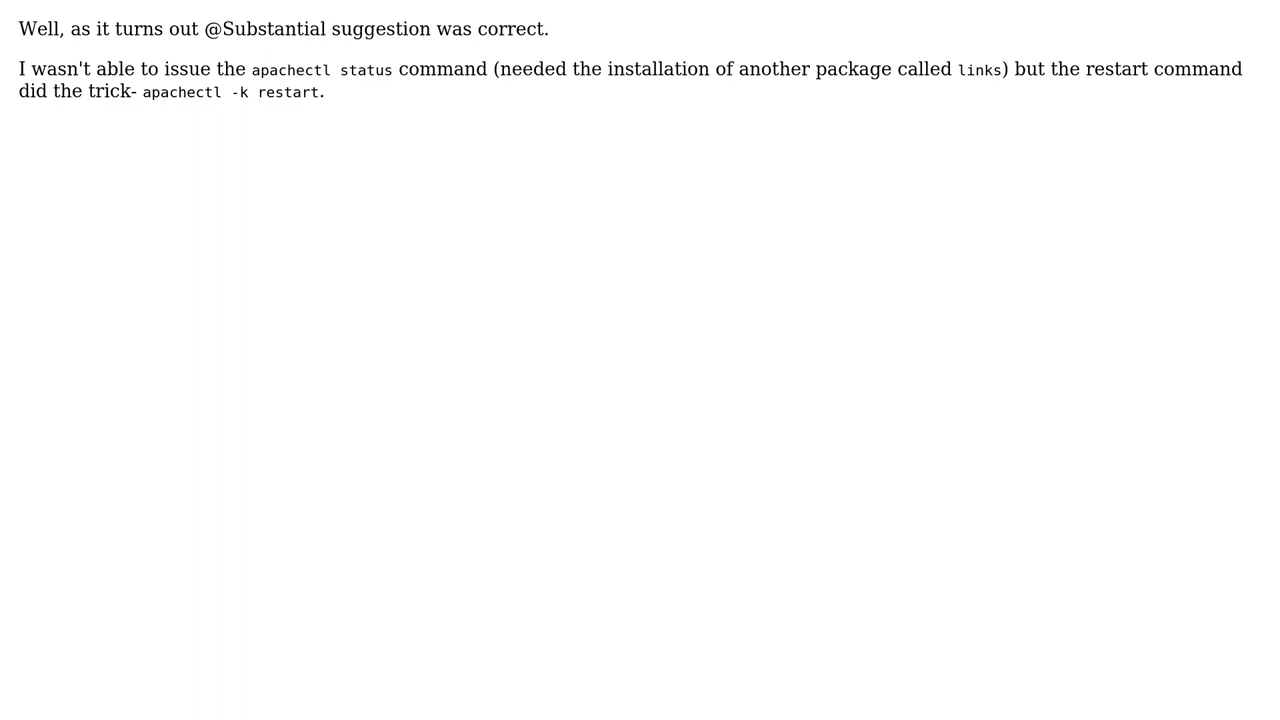 Well, as it turns out @Substantial suggestion was correct.
I wasn't able to issue the apachectl status command (needed the installation of another package called links) but the restart command
did the trick- apachectl -k restart.